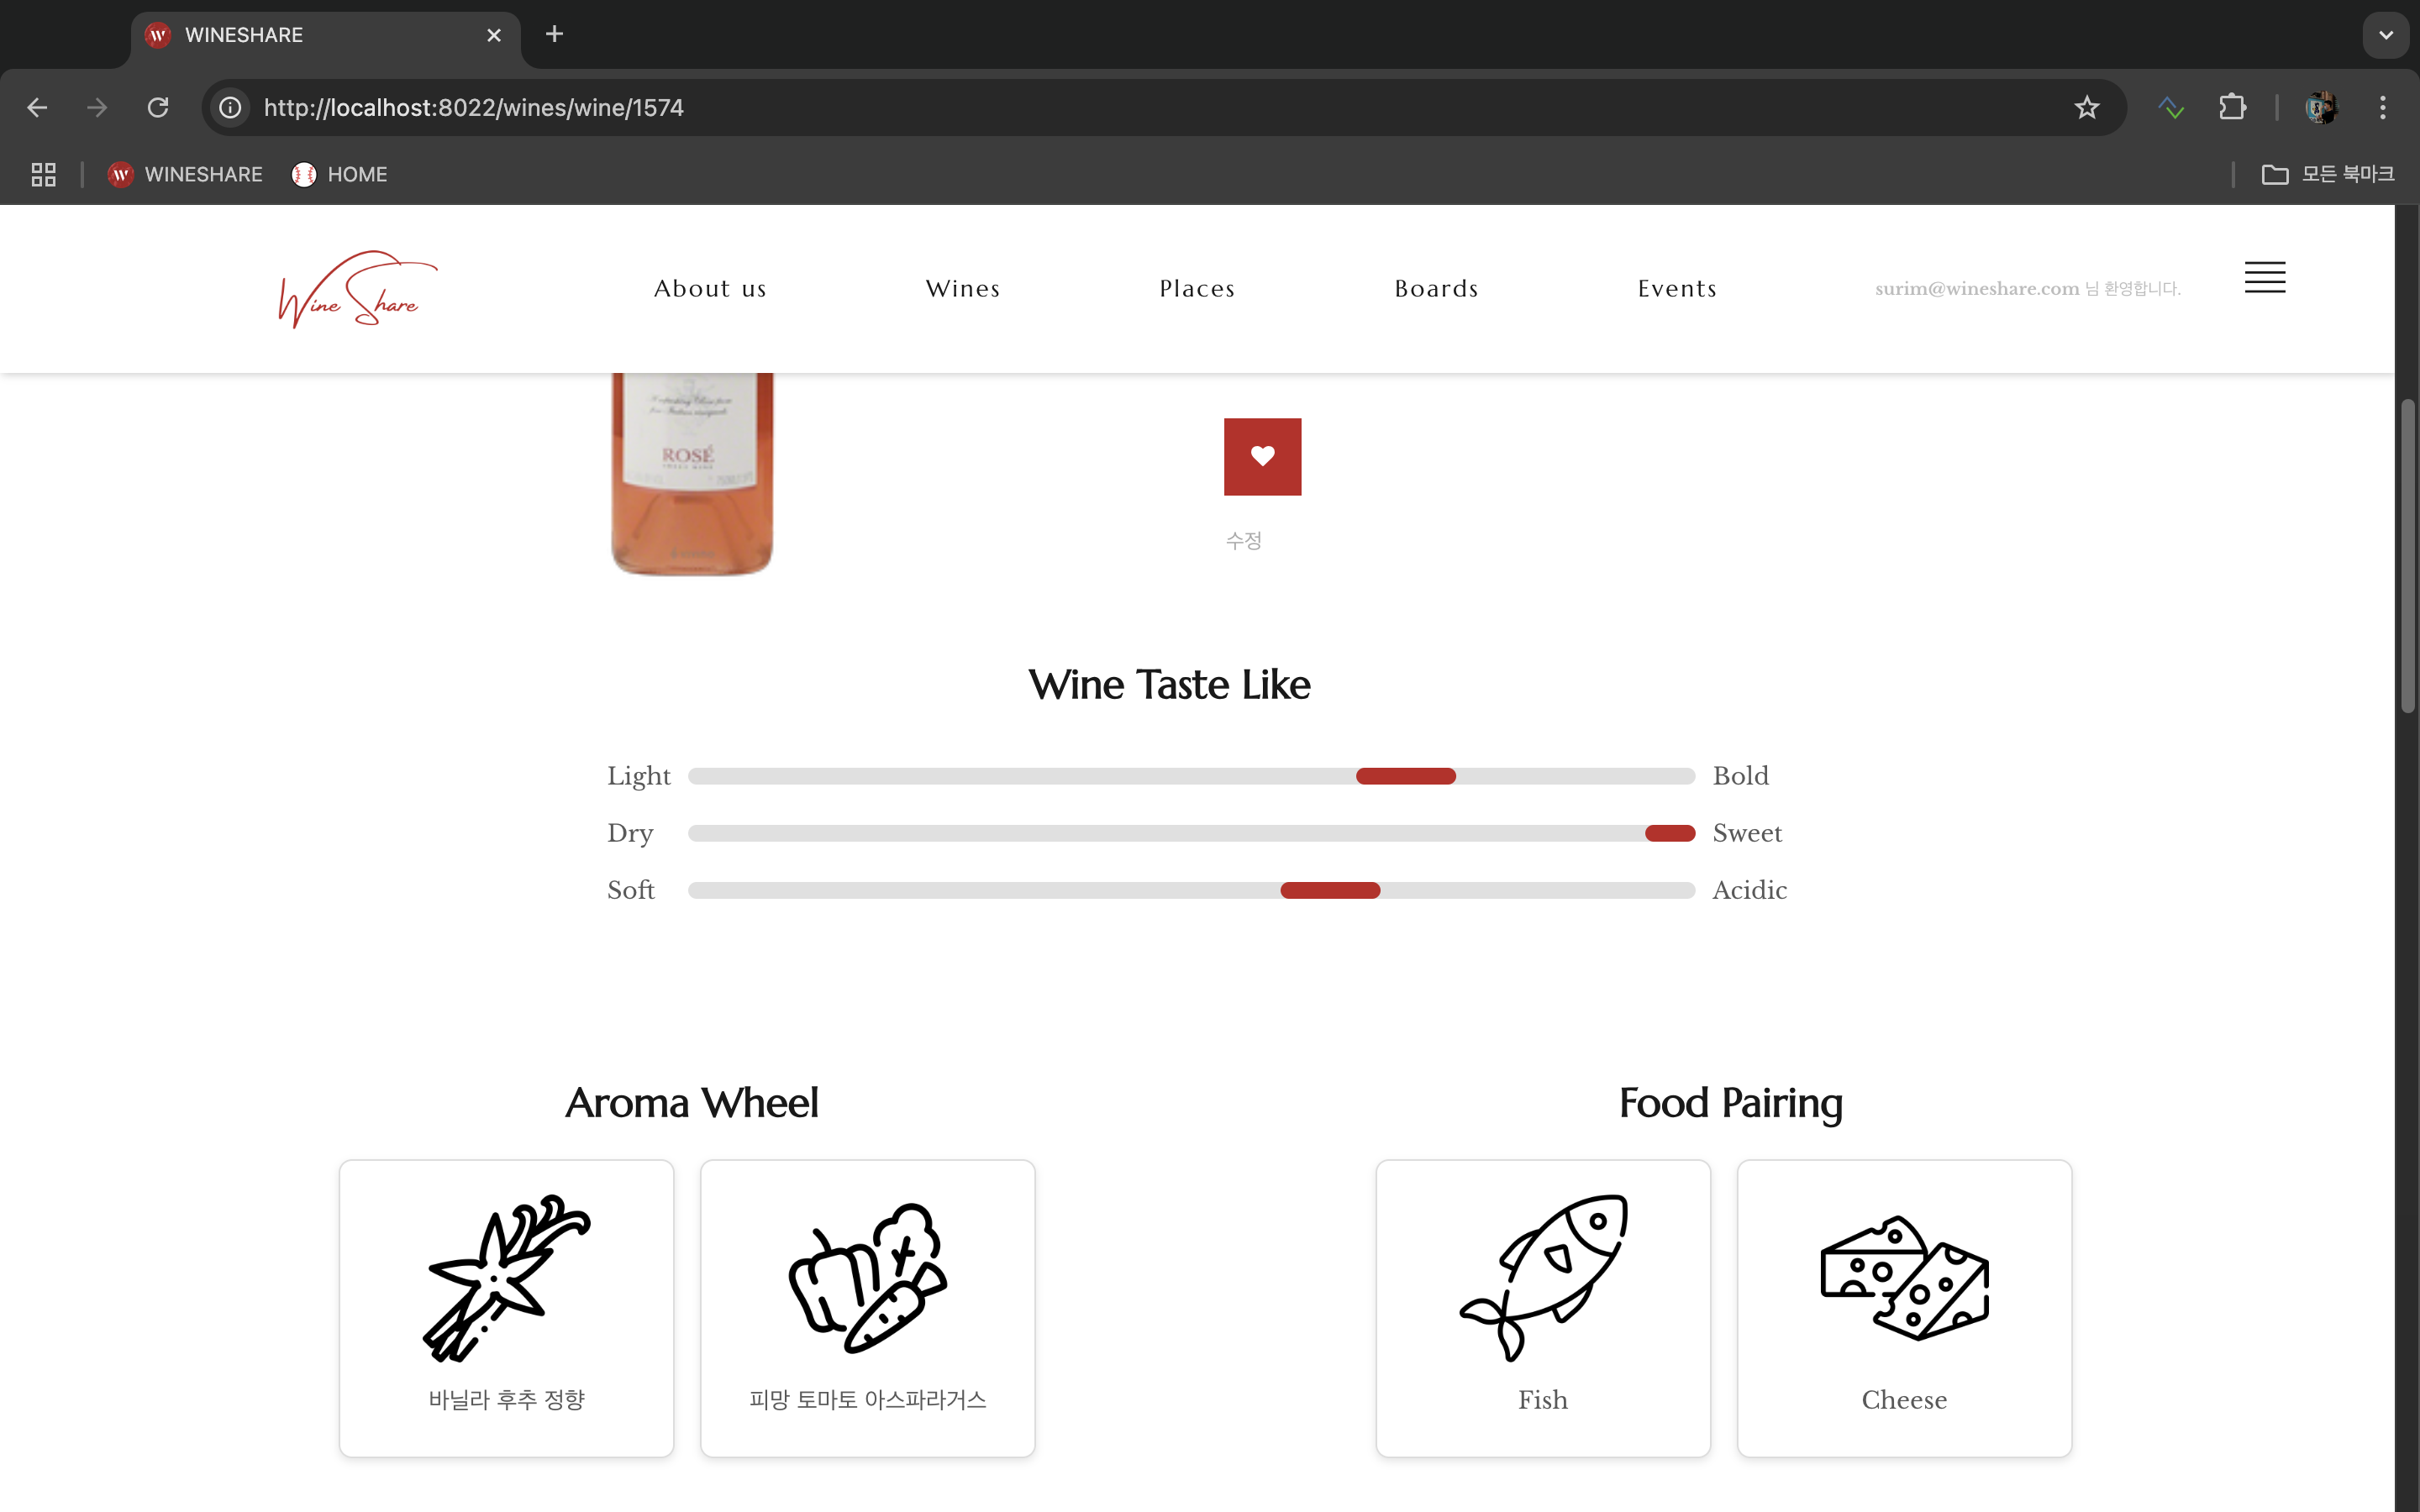 WINESHARE
http://localhost:8022/wines/wine/1574
WINESHARE HOME 모든 북마크
Wine Share About us Wines Places Boards Events surim@wineshare.com 님 환영합니다.
ROSÉ
수정
Wine Taste Like
Light Bold
Dry Sweet
Soft Acidic
Aroma Wheel Food Pairing
바닐라 후추 정향 피망 토마토 아스파라거스 Fish Cheese